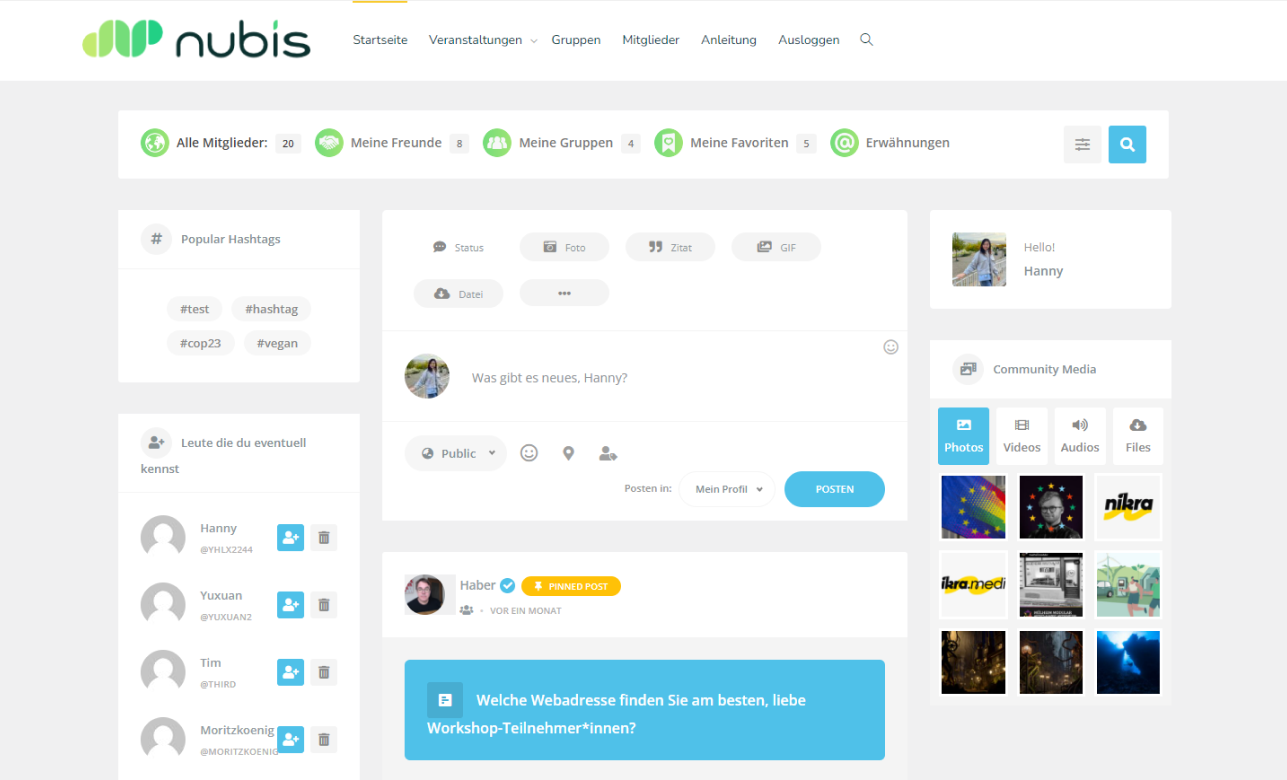 nubis
Startseite Veranstaltungen Gruppen Mitglieder Anleitung Ausloggen
Alle Mitglieder: 20 Meine Freunde 8 Meine Gruppen 4 Meine Favoriten 5 Erwähnungen
# Popular Hashtags
#test #hashtag
#cop23 #vegan
Leute die du eventuell
kennst
Hanny
@YHLX2244
Yuxuan
@YUXUAN2
Tim
@THIRD
Moritzkoenig
@MORITZKOENIG
Status Foto Zitat GIF
Datei •••
Was gibt es neues, Hanny?
Public
Posten in: Mein Profil POSTEN
Haber PINNED POST
• VOR EIN MONAT
Welche Webadresse finden Sie am besten, liebe
Workshop-Teilnehmer*innen?
Hello!
Hanny
Community Media
Photos Videos Audios Files
nikra
ikra.medi